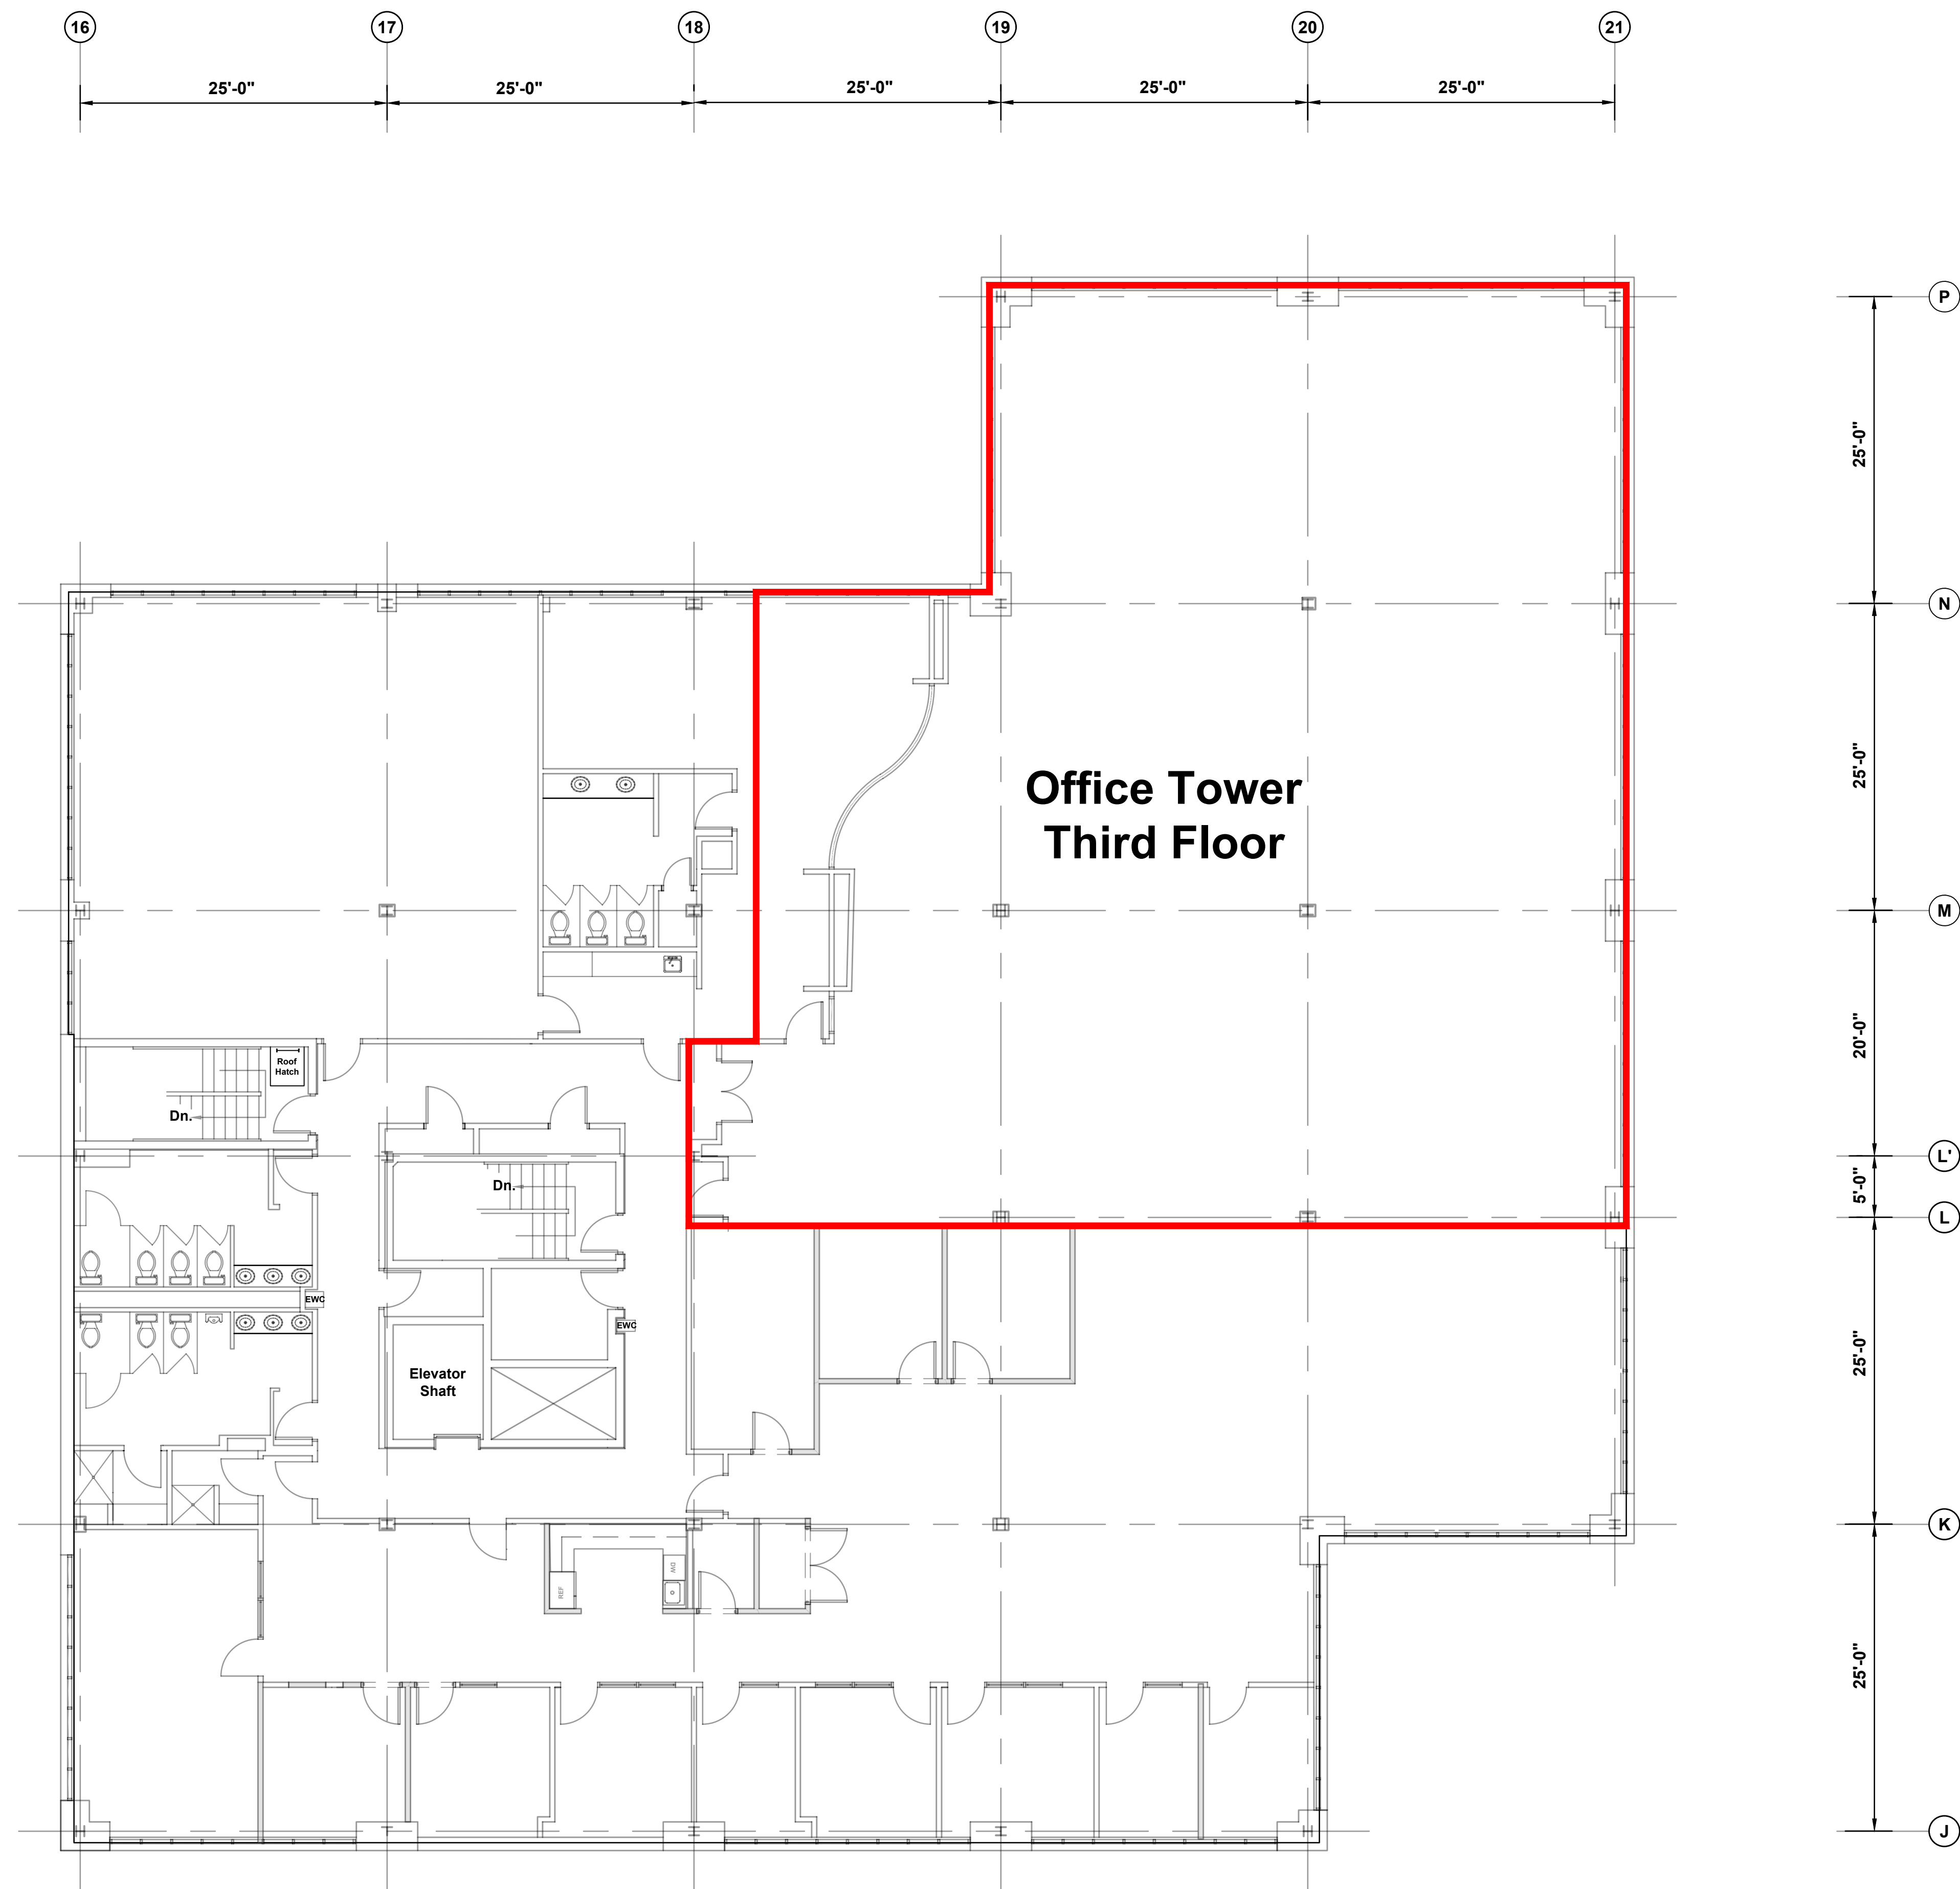 16 17 18 19 20 21
25'-0" 25'-0" 25'-0" 25'-0" 25'-0"
P
25'-0"
N
25'-0"
Office Tower
Third Floor
M
20'-0"
Roof
Hatch
Dn.
L'
5'-0"
Dn.
L
EWC
EWC
25'-0"
Elevator
Shaft
K
REF
DW
25'-0"
J